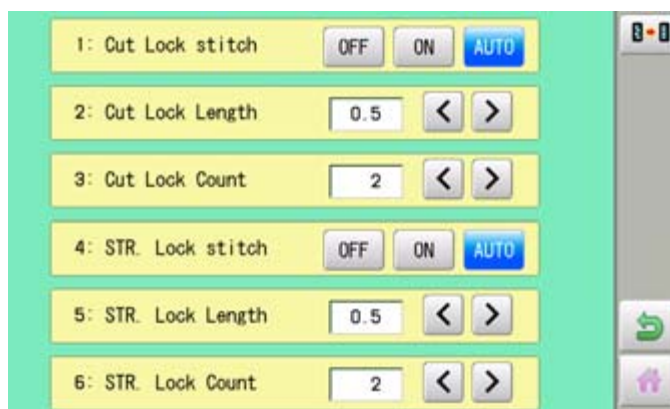 1: Cut Lock stitch OFF ON AUTO
2: Cut Lock Length 0.5 < >
3: Cut Lock Count 2 < >
4: STR. Lock stitch OFF ON AUTO
5: STR. Lock Length 0.5 < >
6: STR. Lock Count 2 < >